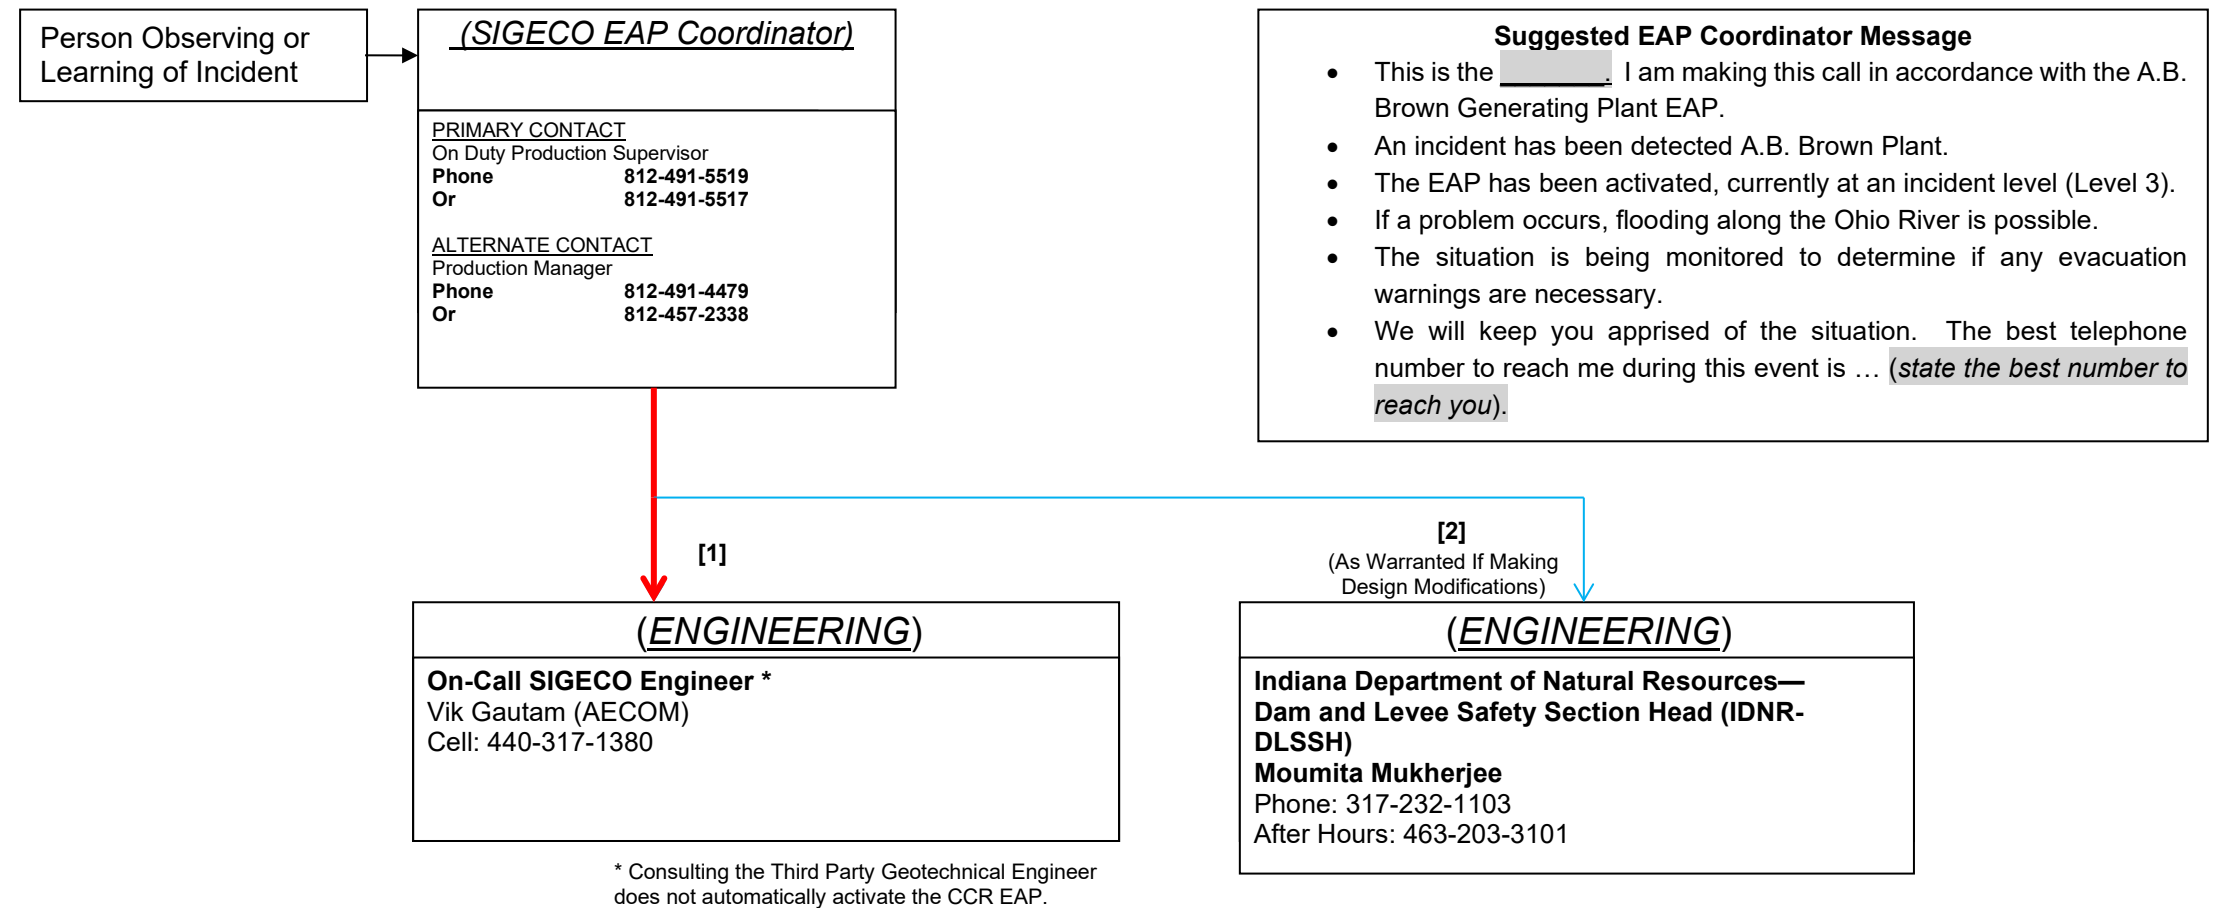 Person Observing or
Learning of Incident
(SIGECO EAP Coordinator)
PRIMARY CONTACT
On Duty Production Supervisor
Phone 812-491-5519
Or 812-491-5517
ALTERNATE CONTACT
Production Manager
Phone 812-491-4479
Or 812-457-2338
Suggested EAP Coordinator Message
• This is the _______. I am making this call in accordance with the A.B.
Brown Generating Plant EAP.
• An incident has been detected A.B. Brown Plant.
• The EAP has been activated, currently at an incident level (Level 3).
• If a problem occurs, flooding along the Ohio River is possible.
• The situation is being monitored to determine if any evacuation
warnings are necessary.
• We will keep you apprised of the situation. The best telephone
number to reach me during this event is … (state the best number to
reach you).
[1]
[2]
(As Warranted If Making
Design Modifications)
(ENGINEERING)
On-Call SIGECO Engineer *
Vik Gautam (AECOM)
Cell: 440-317-1380
(ENGINEERING)
Indiana Department of Natural Resources—
Dam and Levee Safety Section Head (IDNR-
DLSSH)
Moumita Mukherjee
Phone: 317-232-1103
After Hours: 463-203-3101
* Consulting the Third Party Geotechnical Engineer
does not automatically activate the CCR EAP.